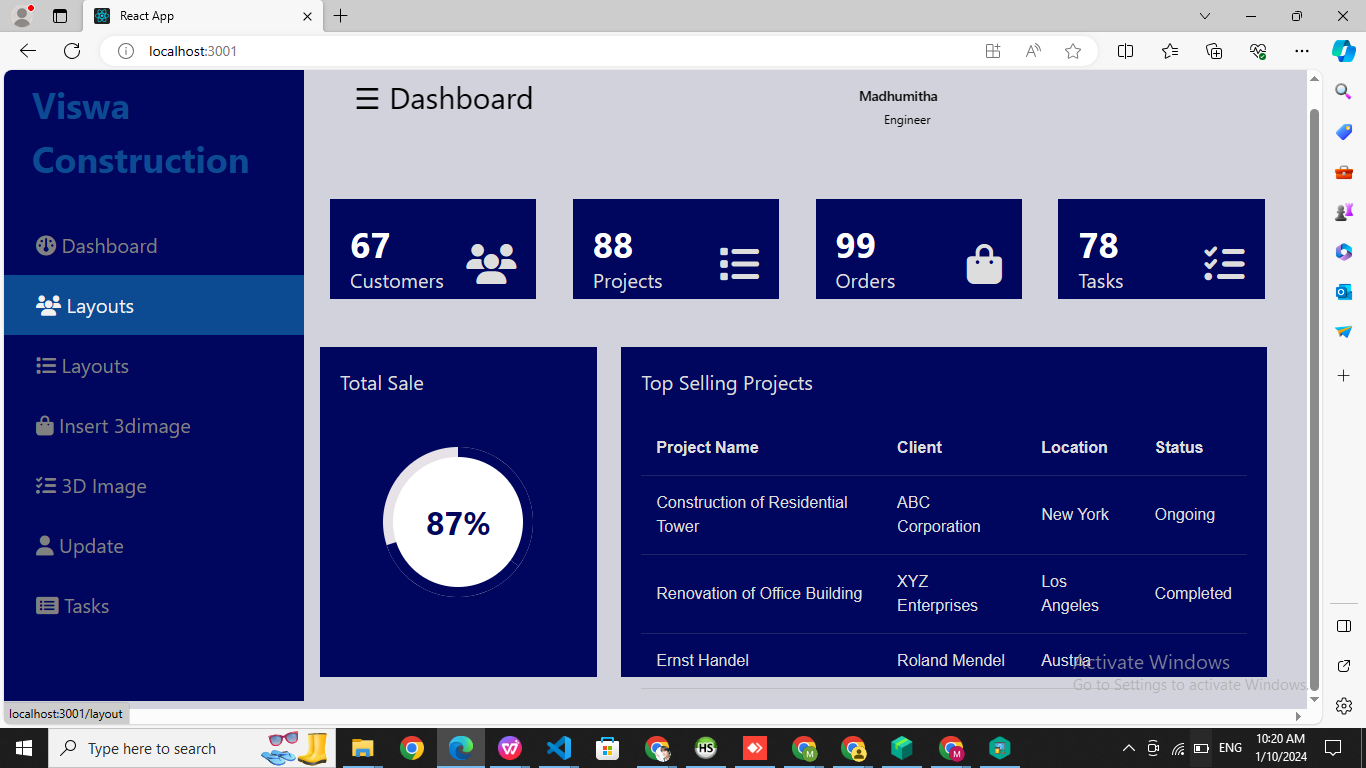 React App
localhost:3001
Viswa
Construction
☰ Dashboard
Madhumitha
Engineer
Dashboard
Layouts
Layouts
Insert 3dimage
3D Image
Update
Tasks
67
Customers
88
Projects
99
Orders
78
Tasks
Total Sale
87%
Top Selling Projects
Project Name Client Location Status
Construction of Residential
Tower
ABC
Corporation
New York
Ongoing
Renovation of Office Building
XYZ
Enterprises
Los
Angeles
Completed
Ernst Handel Roland Mendel Austria
Activate Windows
Go to Settings to activate Windows.
localhost:3001/layout
Type here to search
HS
M
M
ENG
10:20 AM
1/10/2024